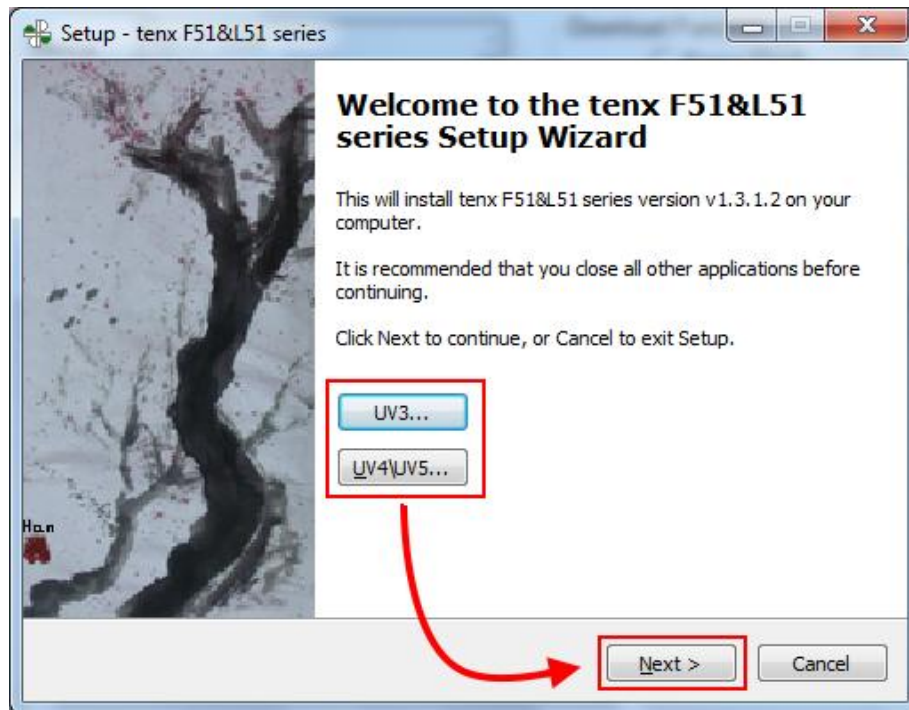 Setup - tenx F51&L51 series
Welcome to the tenx F51&L51
series Setup Wizard
This will install tenx F51&L51 series version v1.3.1.2 on your
computer.
It is recommended that you close all other applications before
continuing.
Click Next to continue, or Cancel to exit Setup.
UV3...
UV4\UV5...
Han
Next >
Cancel